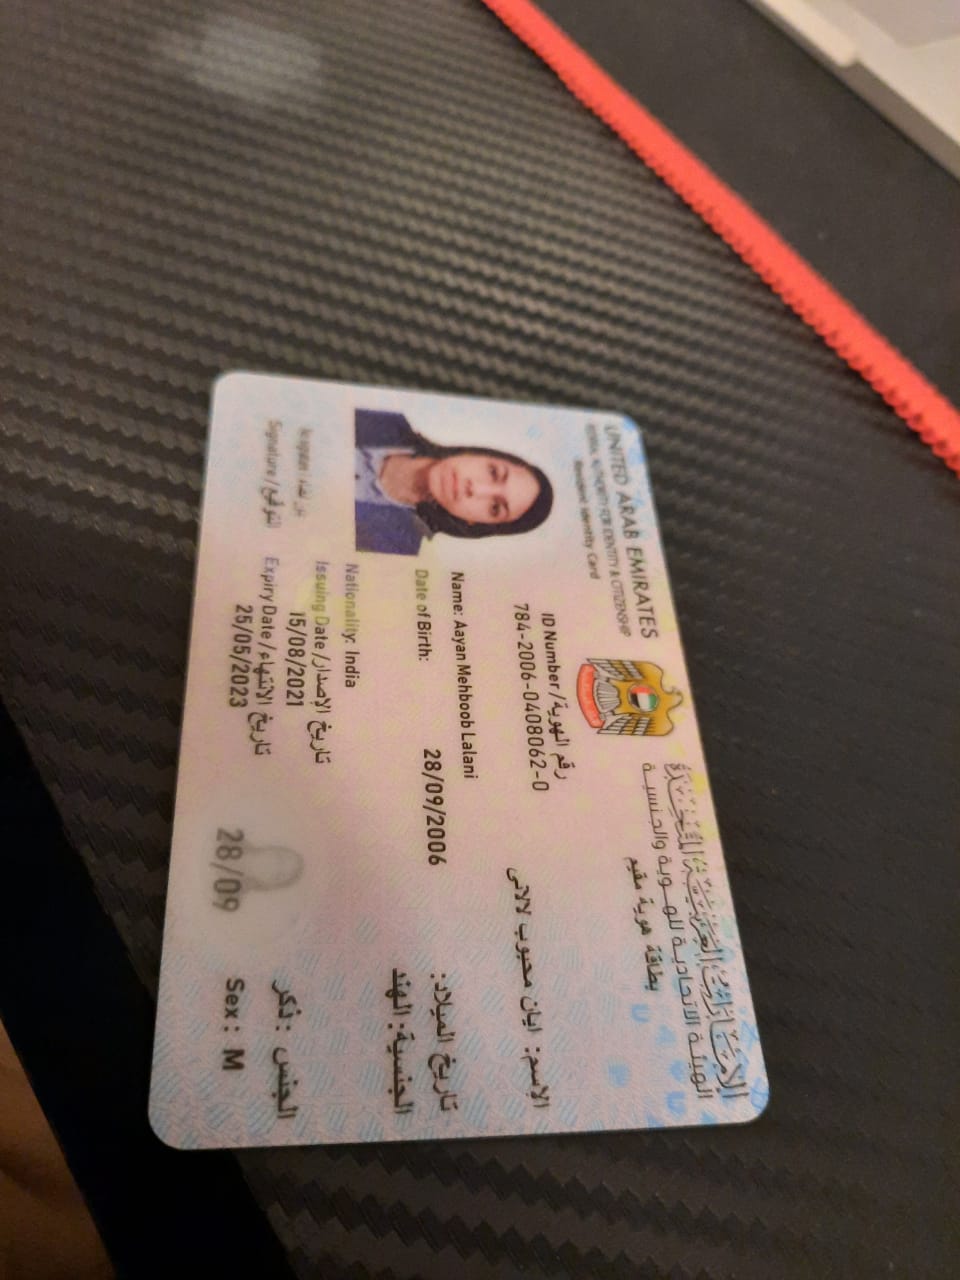 UNITED ARAB EMIRATES
الإمارات العربية المتحدة
FEDERAL AUTHORITY FOR IDENTITY & CITIZENSHIP
الهيئة الاتحادية للهوية والجنسية
Resident Identity Card
بطاقة هوية مقيم
ID Number / رقم الهوية
784-2006-0408062-0
الإسم: ايان محبوب لالانى
Name: Aayan Mehboob Lalani
Date of Birth: 28/09/2006 تاريخ الميلاد:
Nationality: India الجنسية: الهند
Issuing Date / تاريخ الإصدار
15/08/2021
Expiry Date / تاريخ الانتهاء
25/05/2023
28/09
الجنس : ذكر
Sex : M
Signature / التوقيع